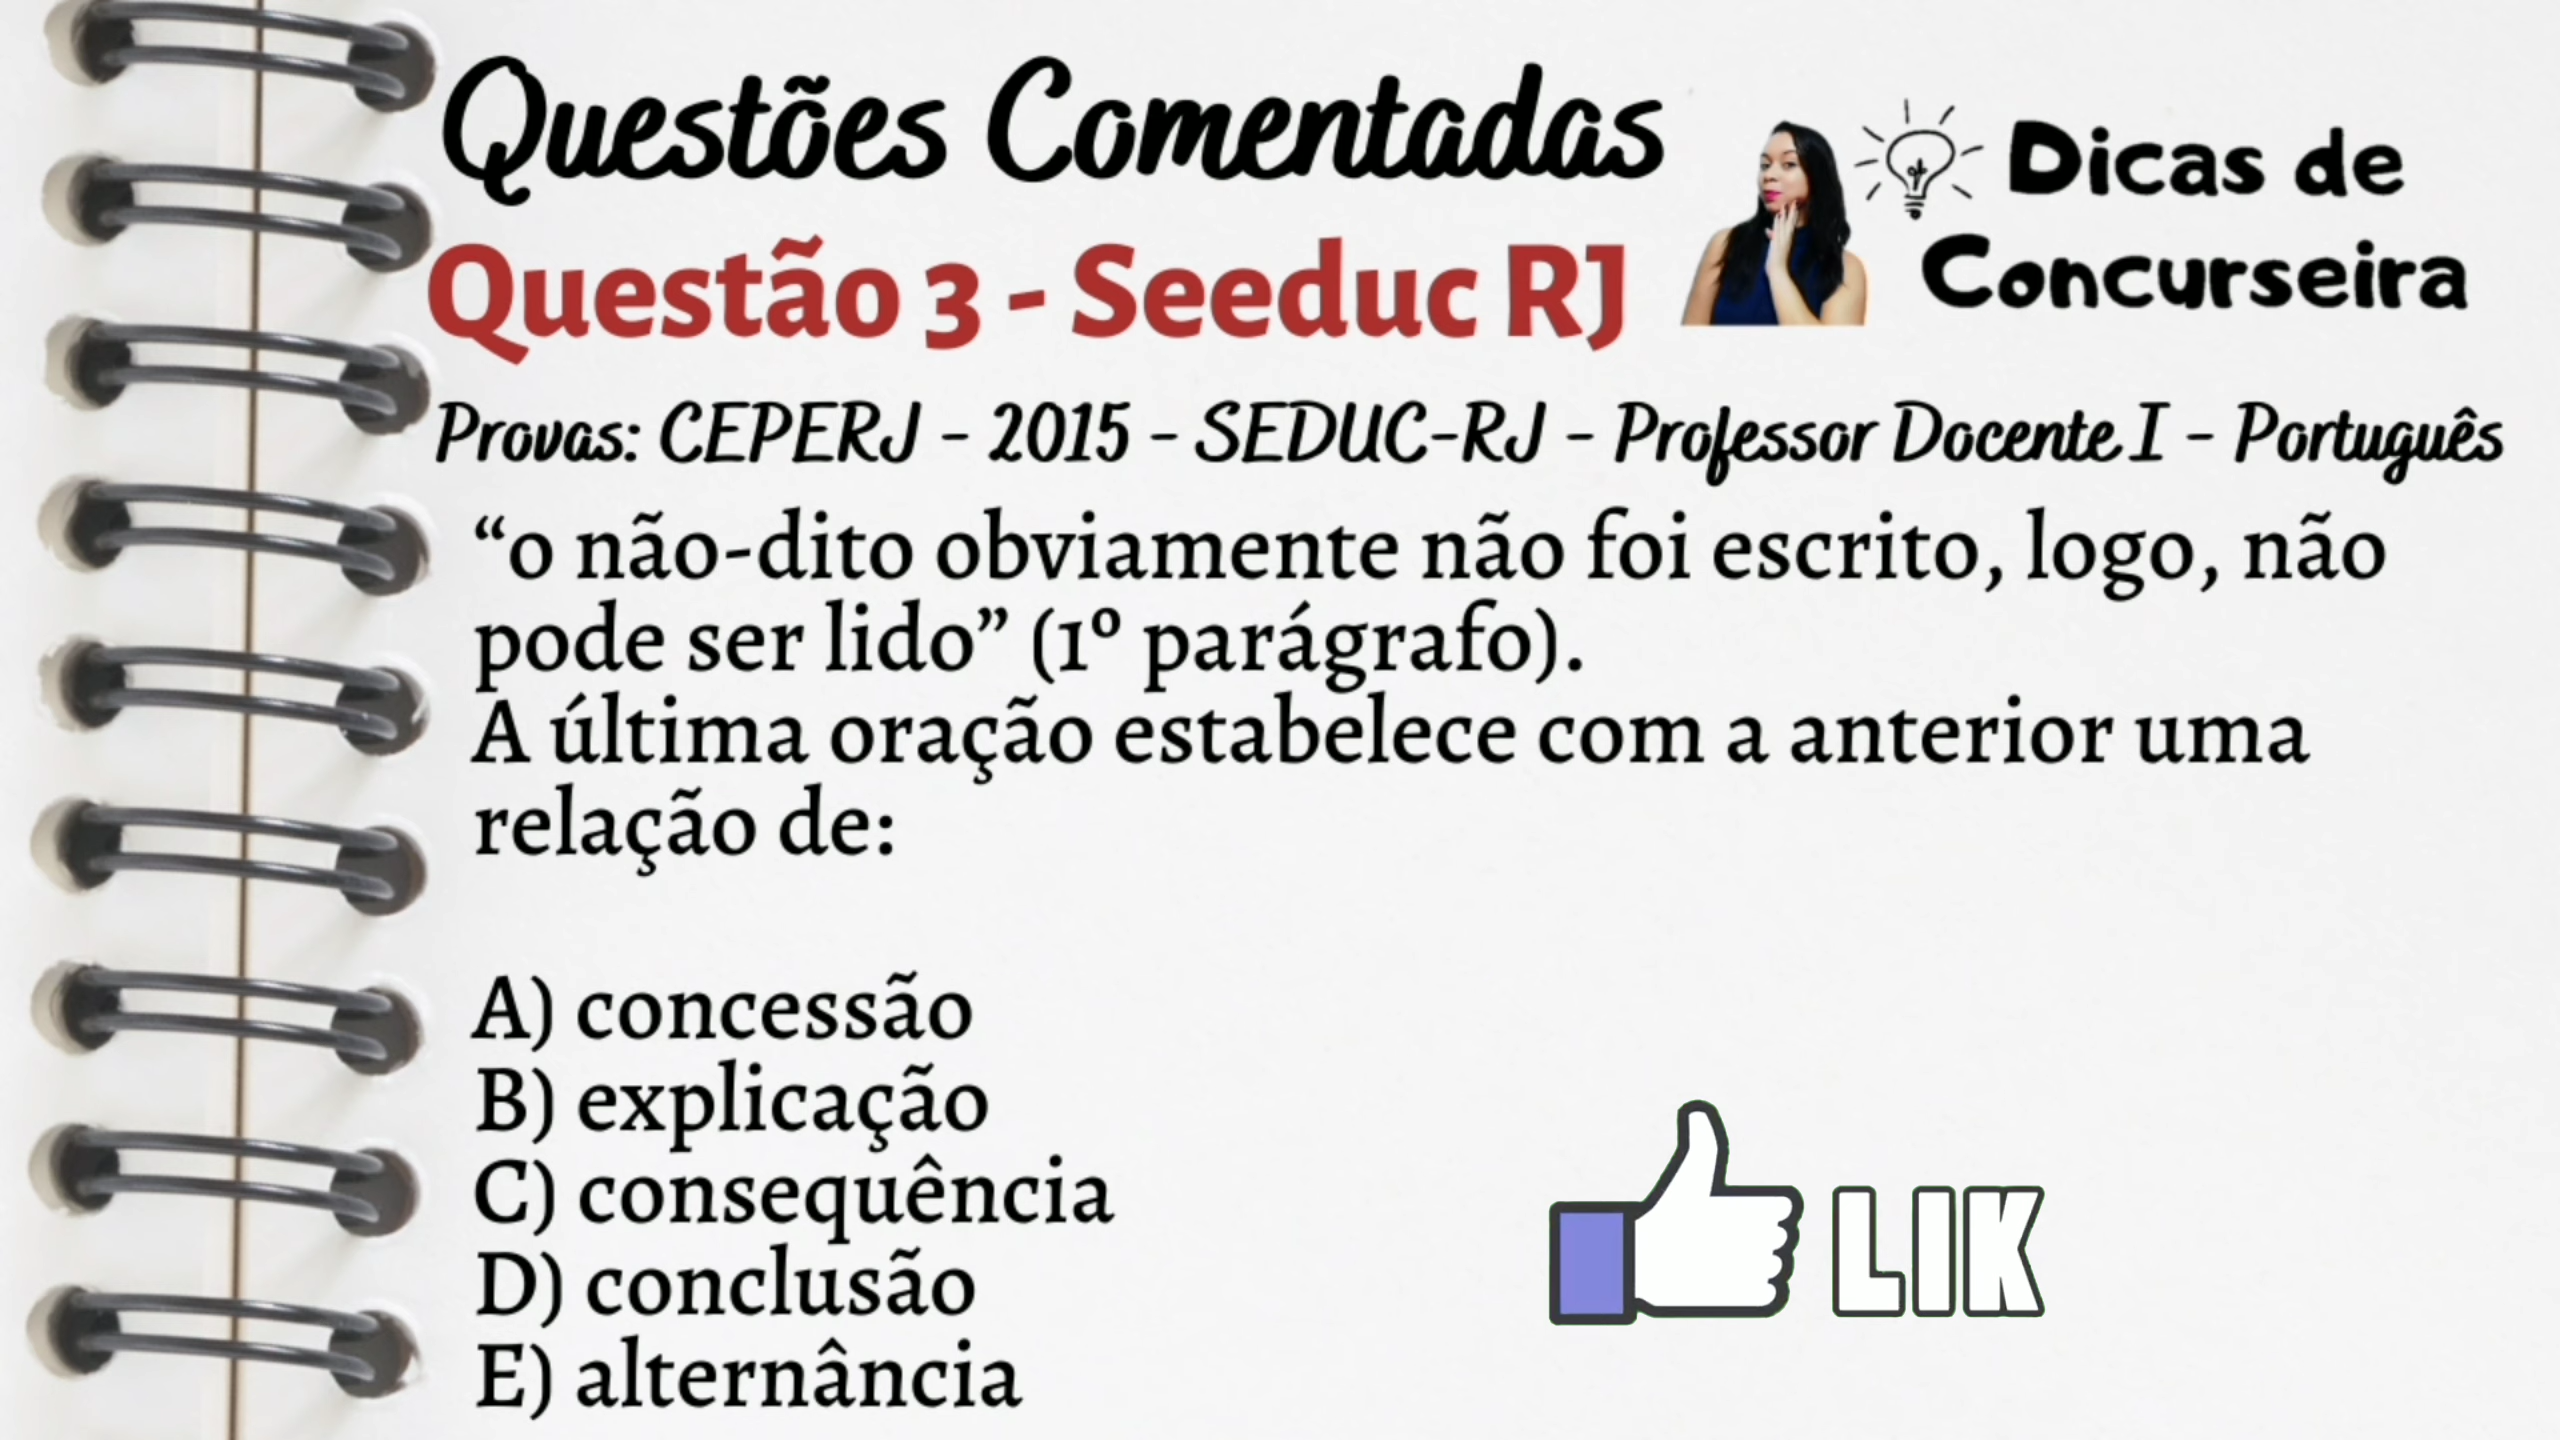 Questões Comentadas
Questão 3 - Seeduc RJ
Dicas de
Concurseira
Provas: CEPERJ - 2015 - SEDUC-RJ - Professor Docente I - Português
“o não-dito obviamente não foi escrito, logo, não
pode ser lido” (1º parágrafo).
A última oração estabelece com a anterior uma
relação de:
A) concessão
B) explicação
C) consequência
D) conclusão
E) alternância
LIK